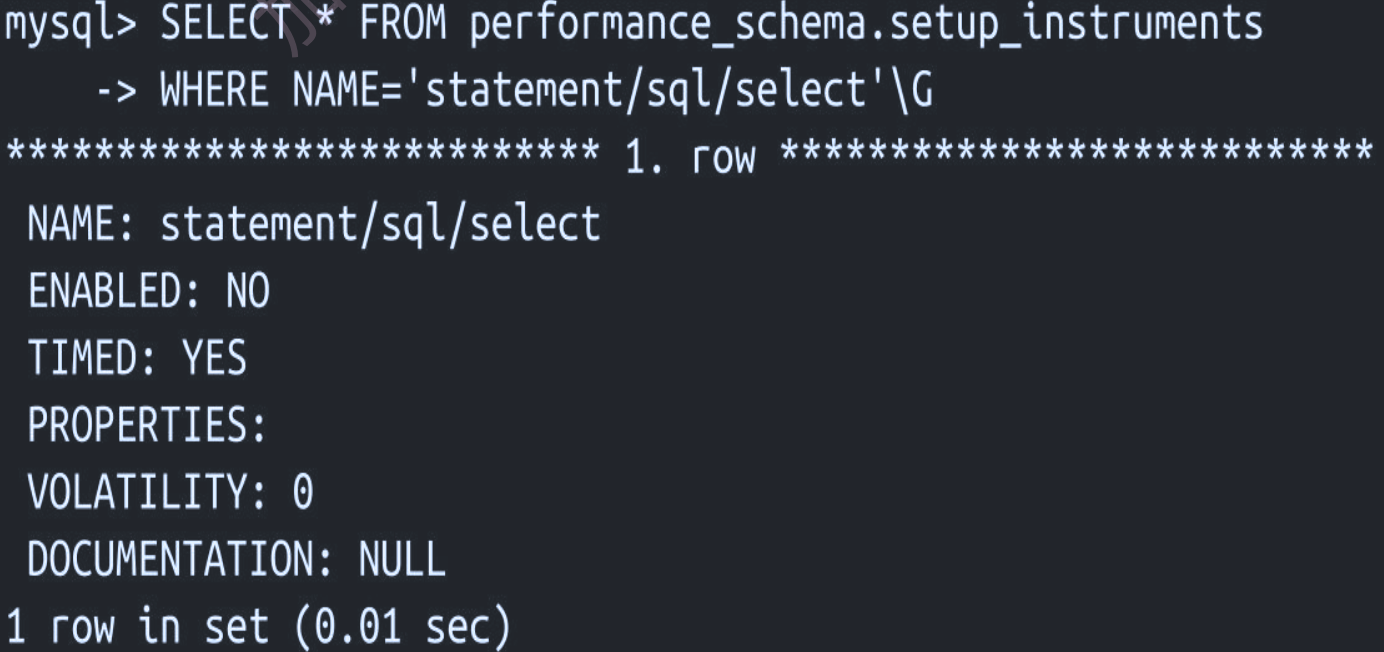 mysql> SELECT * FROM performance_schema.setup_instruments
    -> WHERE NAME='statement/sql/select'\G
*************************** 1. row ***************************
 NAME: statement/sql/select
 ENABLED: NO
 TIMED: YES
 PROPERTIES:
 VOLATILITY: 0
 DOCUMENTATION: NULL
1 row in set (0.01 sec)